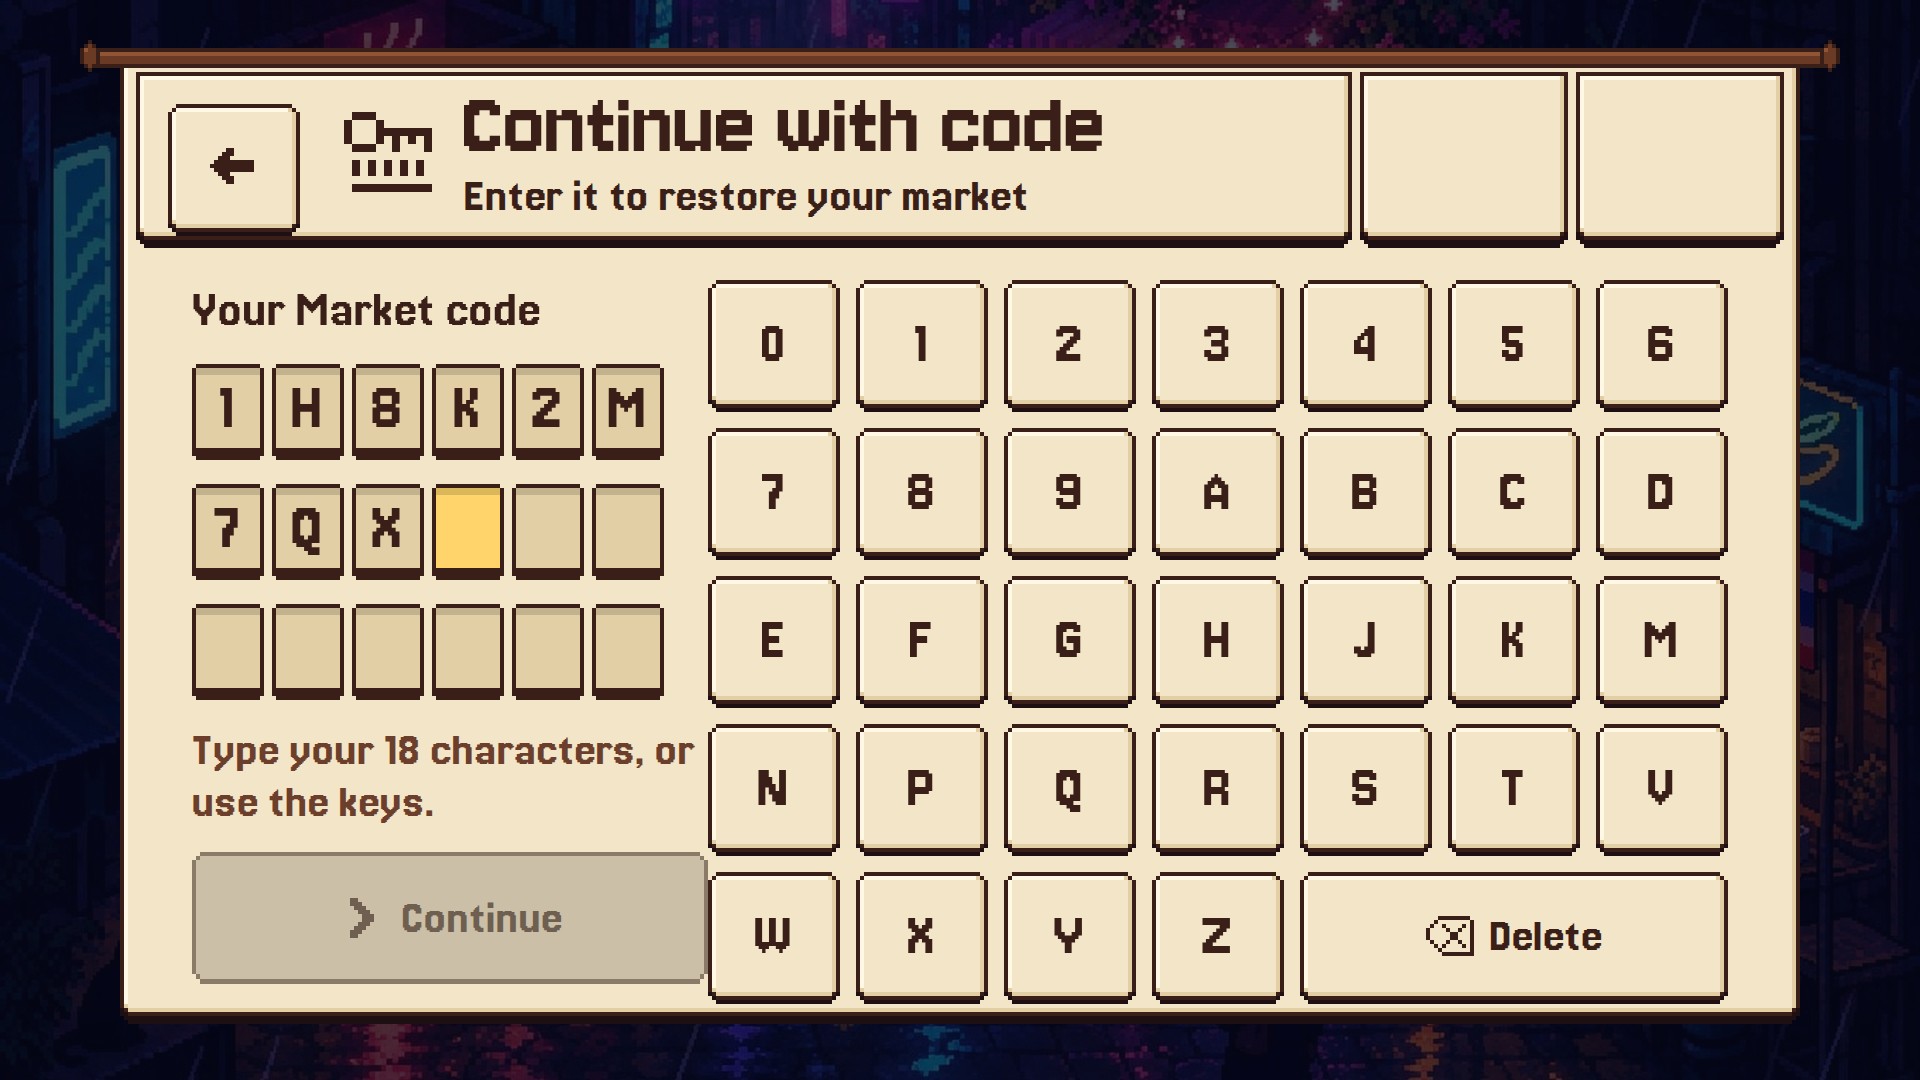 Continue with code
Enter it to restore your market
Your Market code
1 H 8 K 2 M
7 Q X
Type your 18 characters, or
use the keys.
Continue
0 1 2 3 4 5 6
7 8 9 A B C D
E F G H J K M
N P Q R S T V
W X Y Z Delete